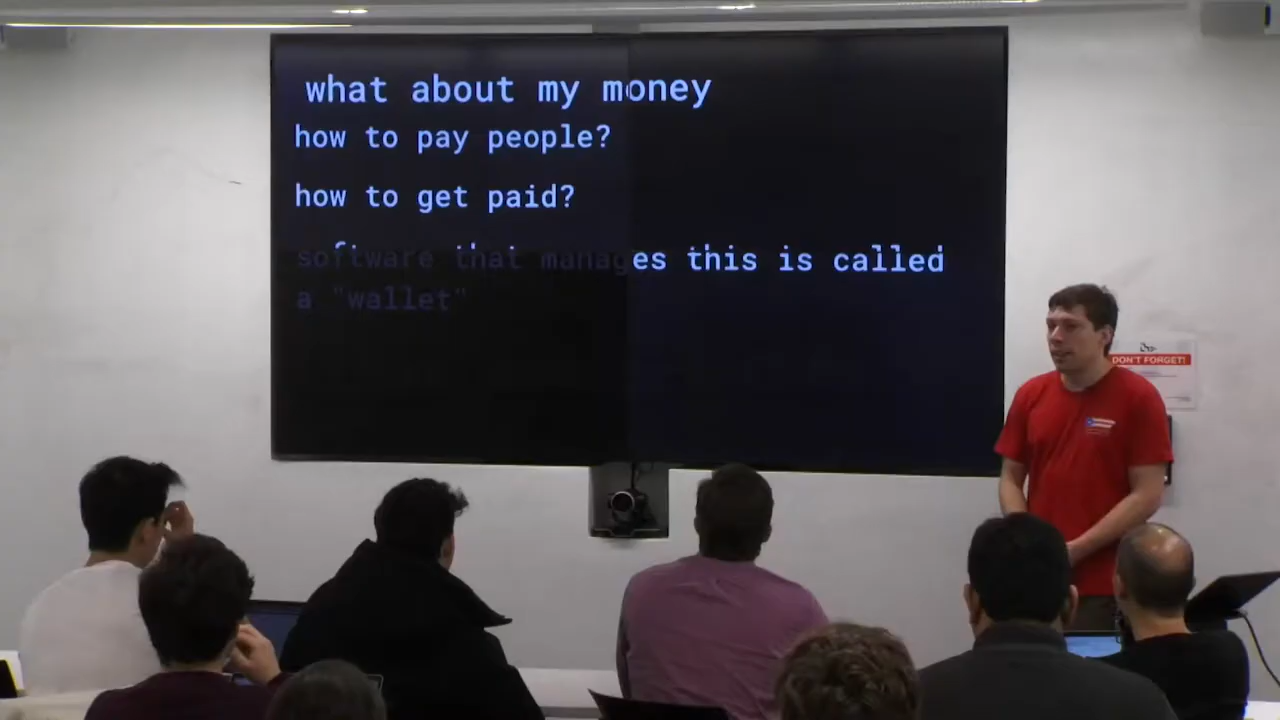 what about my money
how to pay people?
how to get paid?
software that manages this is called
a "wallet"
DON'T FORGET!